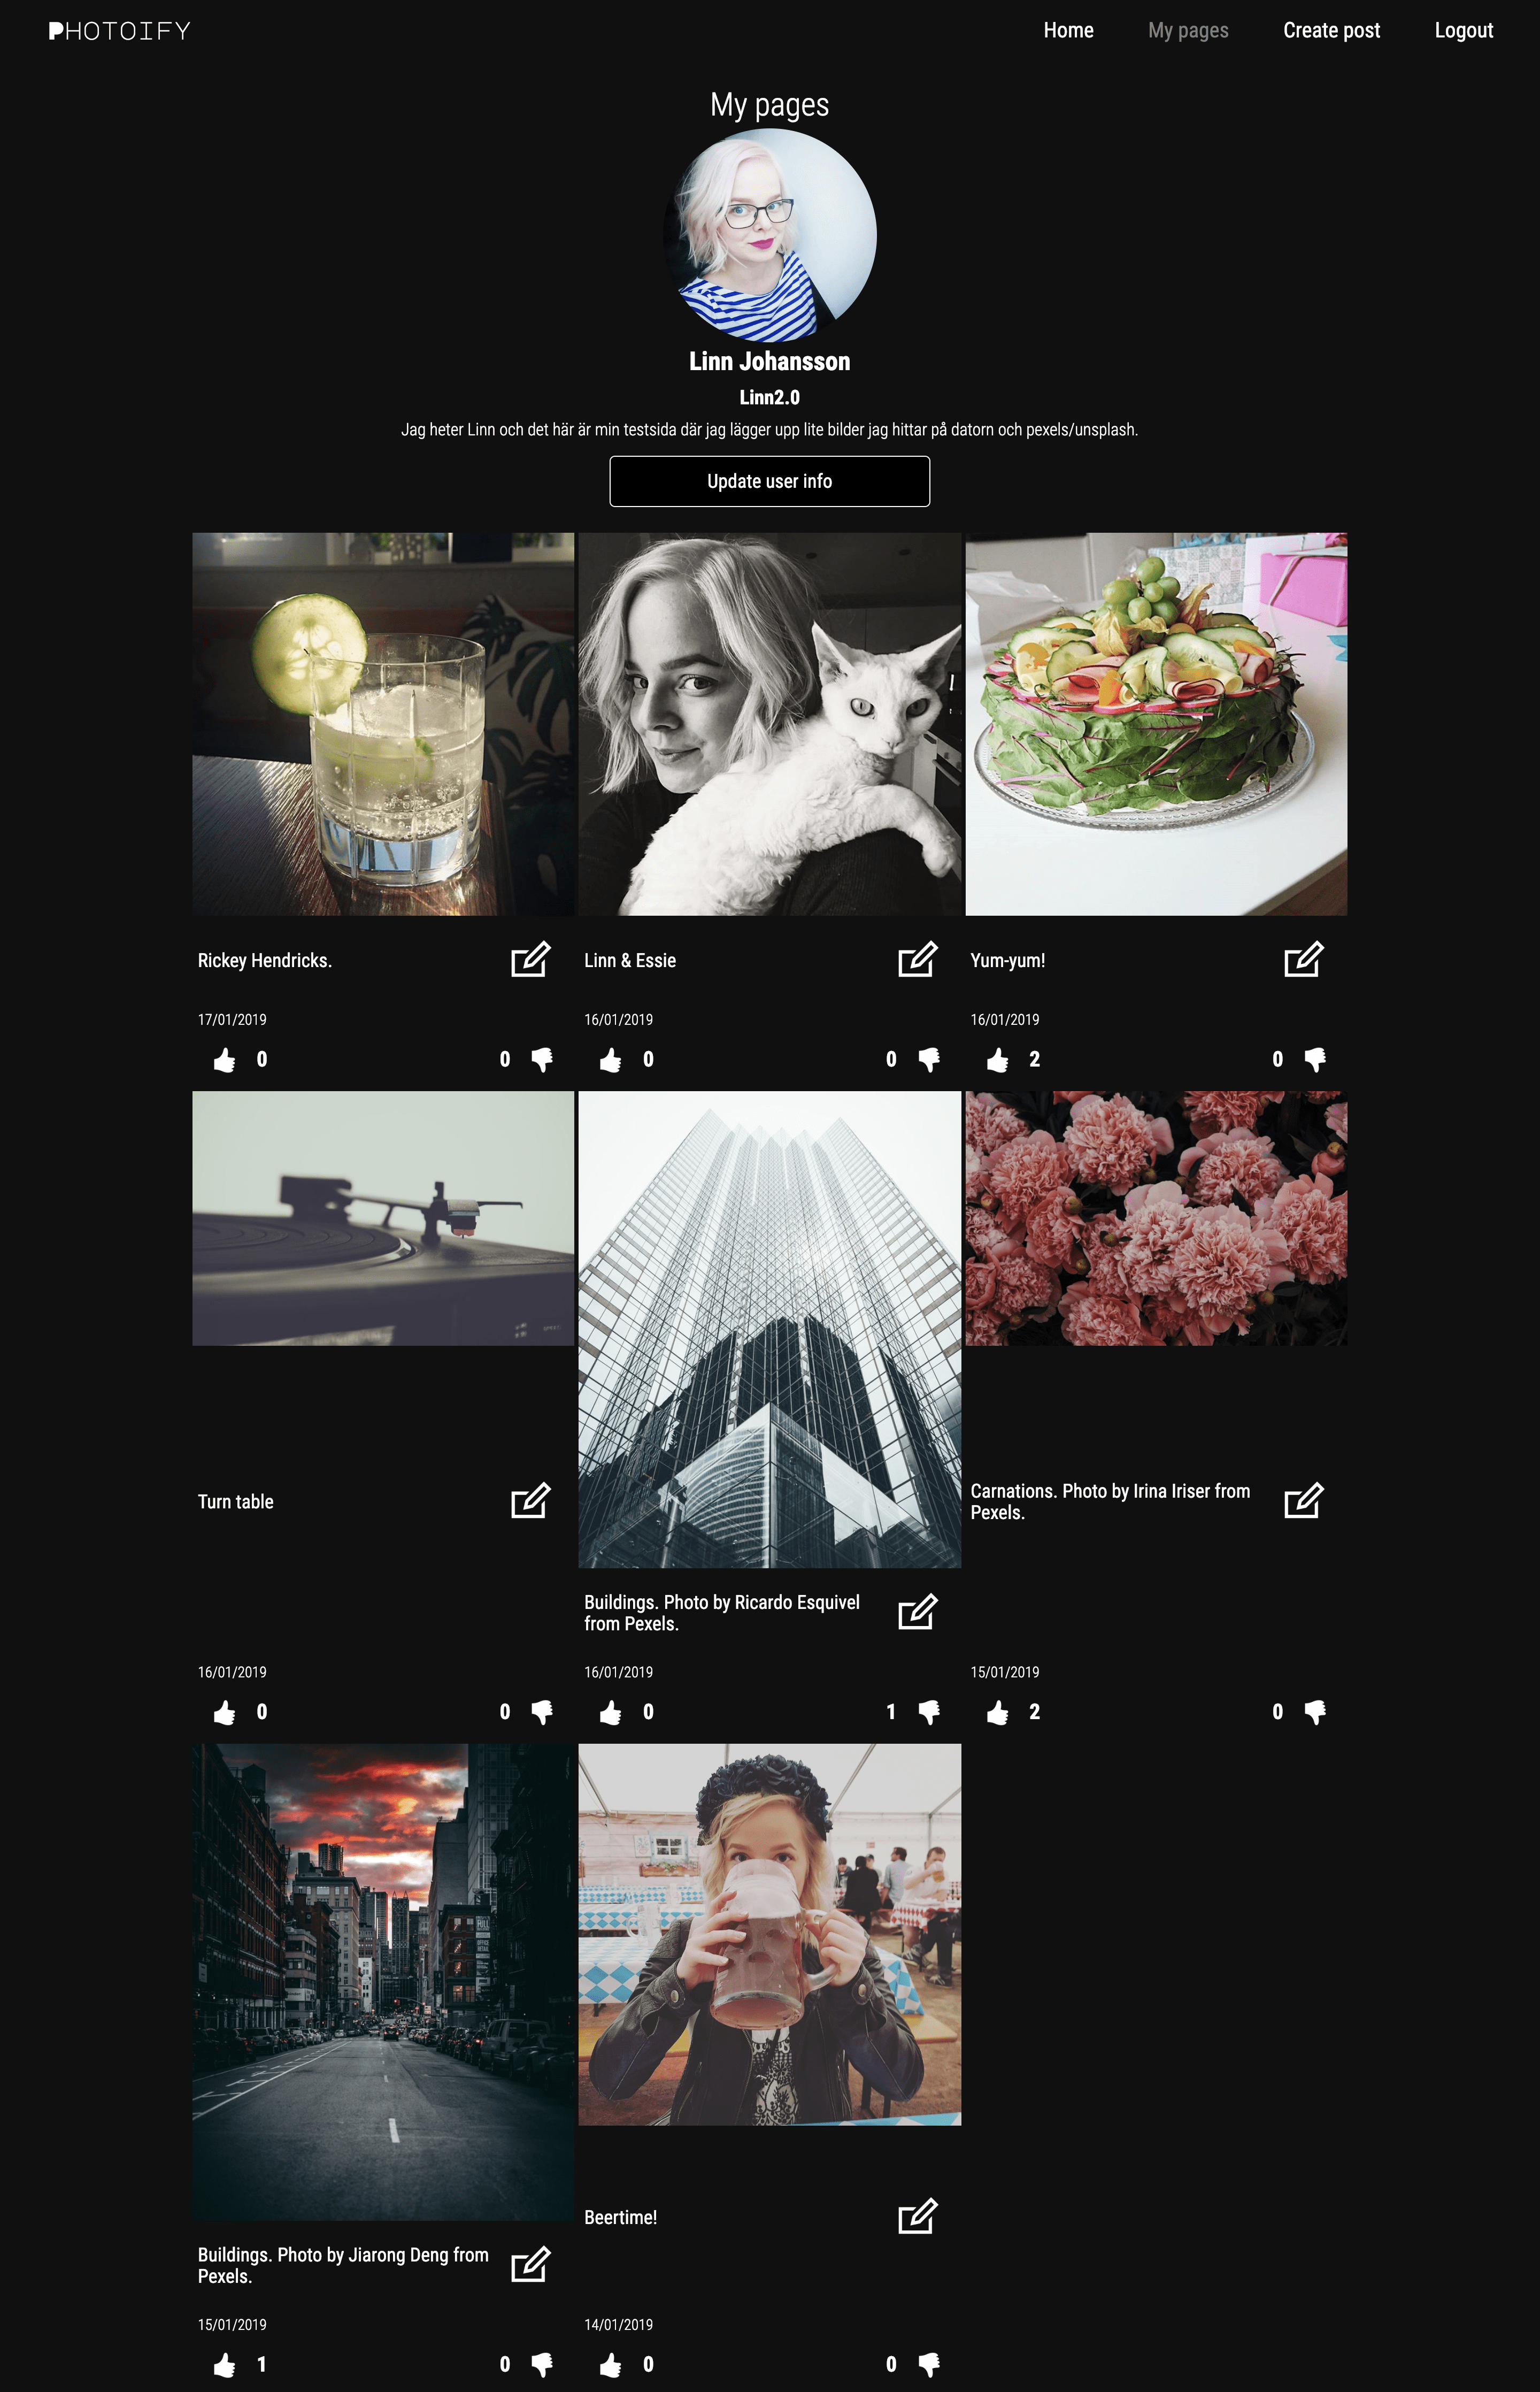 PHOTOIFY
Home My pages Create post Logout
My pages
Linn Johansson
Linn2.0
Jag heter Linn och det här är min testsida där jag lägger upp lite bilder jag hittar på datorn och pexels/unsplash.
Update user info
Rickey Hendricks.
17/01/2019
0 0
Linn & Essie
16/01/2019
0 0
Yum-yum!
16/01/2019
2 0
Turn table
16/01/2019
0 0
Buildings. Photo by Ricardo Esquivel
from Pexels.
16/01/2019
0 1
Carnations. Photo by Irina Iriser from
Pexels.
15/01/2019
2 0
Buildings. Photo by Jiarong Deng from
Pexels.
15/01/2019
1 0
Beertime!
14/01/2019
0 0